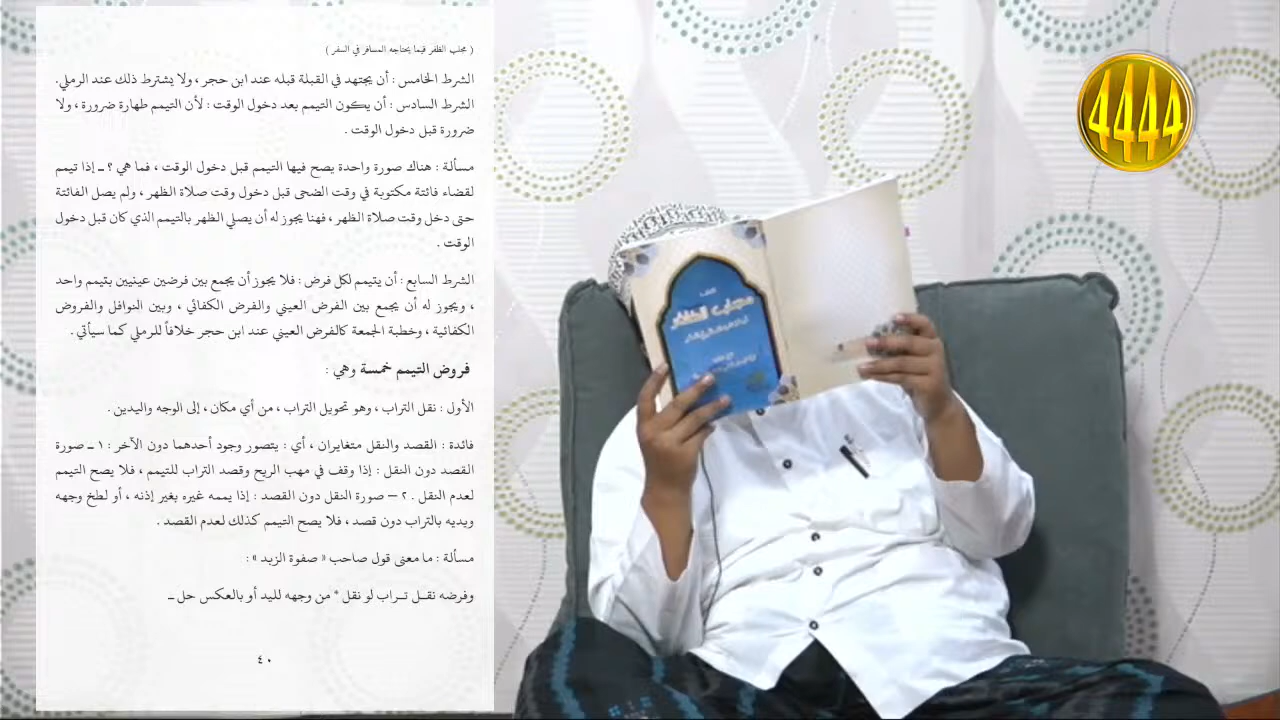 ( مجلب الظفر فيما يحتاجه المسافر في السفر )
الشرط الخامس : أن يجتهد في القبلة قبله عند ابن حجر ، ولا يشترط ذلك عند الرملي .
الشرط السادس : أن يكون التيمم بعد دخول الوقت : لأن التيمم طهارة ضرورة ، ولا
ضرورة قبل دخول الوقت .
مسألة : هناك صورة واحدة يصح فيها التيمم قبل دخول الوقت ، فما هي ؟ ــ إذا تيمم
لقضاء فائتة مكتوبة في وقت الضحى قبل دخول وقت صلاة الظهر ، ولم يصل الفائتة
حتى دخل وقت صلاة الظهر ، فهنا يجوز له أن يصلي الظهر بالتيمم الذي كان قبل دخول
الوقت .
الشرط السابع : أن يتيمم لكل فرض : فلا يجوز أن يجمع بين فرضين عينيين بتيمم واحد
، ويجوز له أن يجمع بين الفرض العيني والفرض الكفائي ، وبين النوافل والفروض
الكفائية ، وخطبة الجمعة كالفرض العيني عند ابن حجر خلافاً للرملي كما سيأتي .
فروض التيمم خمسة وهي :
الأول : نقل التراب ، وهو تحويل التراب ، من أي مكان ، إلى الوجه واليدين .
فائدة : القصد والنقل متغايران ، أي : يتصور وجود أحدهما دون الآخر : ١ ــ صورة
القصد دون النقل : إذا وقف في مهب الريح وقصد التراب للتيمم ، فلا يصح التيمم
لعدم النقل . ٢ – صورة النقل دون القصد : إذا يممه غيره بغير إذنه ، أو لطخ وجهه
ويديه بالتراب دون قصد ، فلا يصح التيمم كذلك لعدم القصد .
مسألة : ما معنى قول صاحب « صفوة الزبد » :
وفرضه نقــل تــراب لو نقل * من وجهه لليد أو بالعكس حل ــ
٤٠
4444
مجلب الظفر